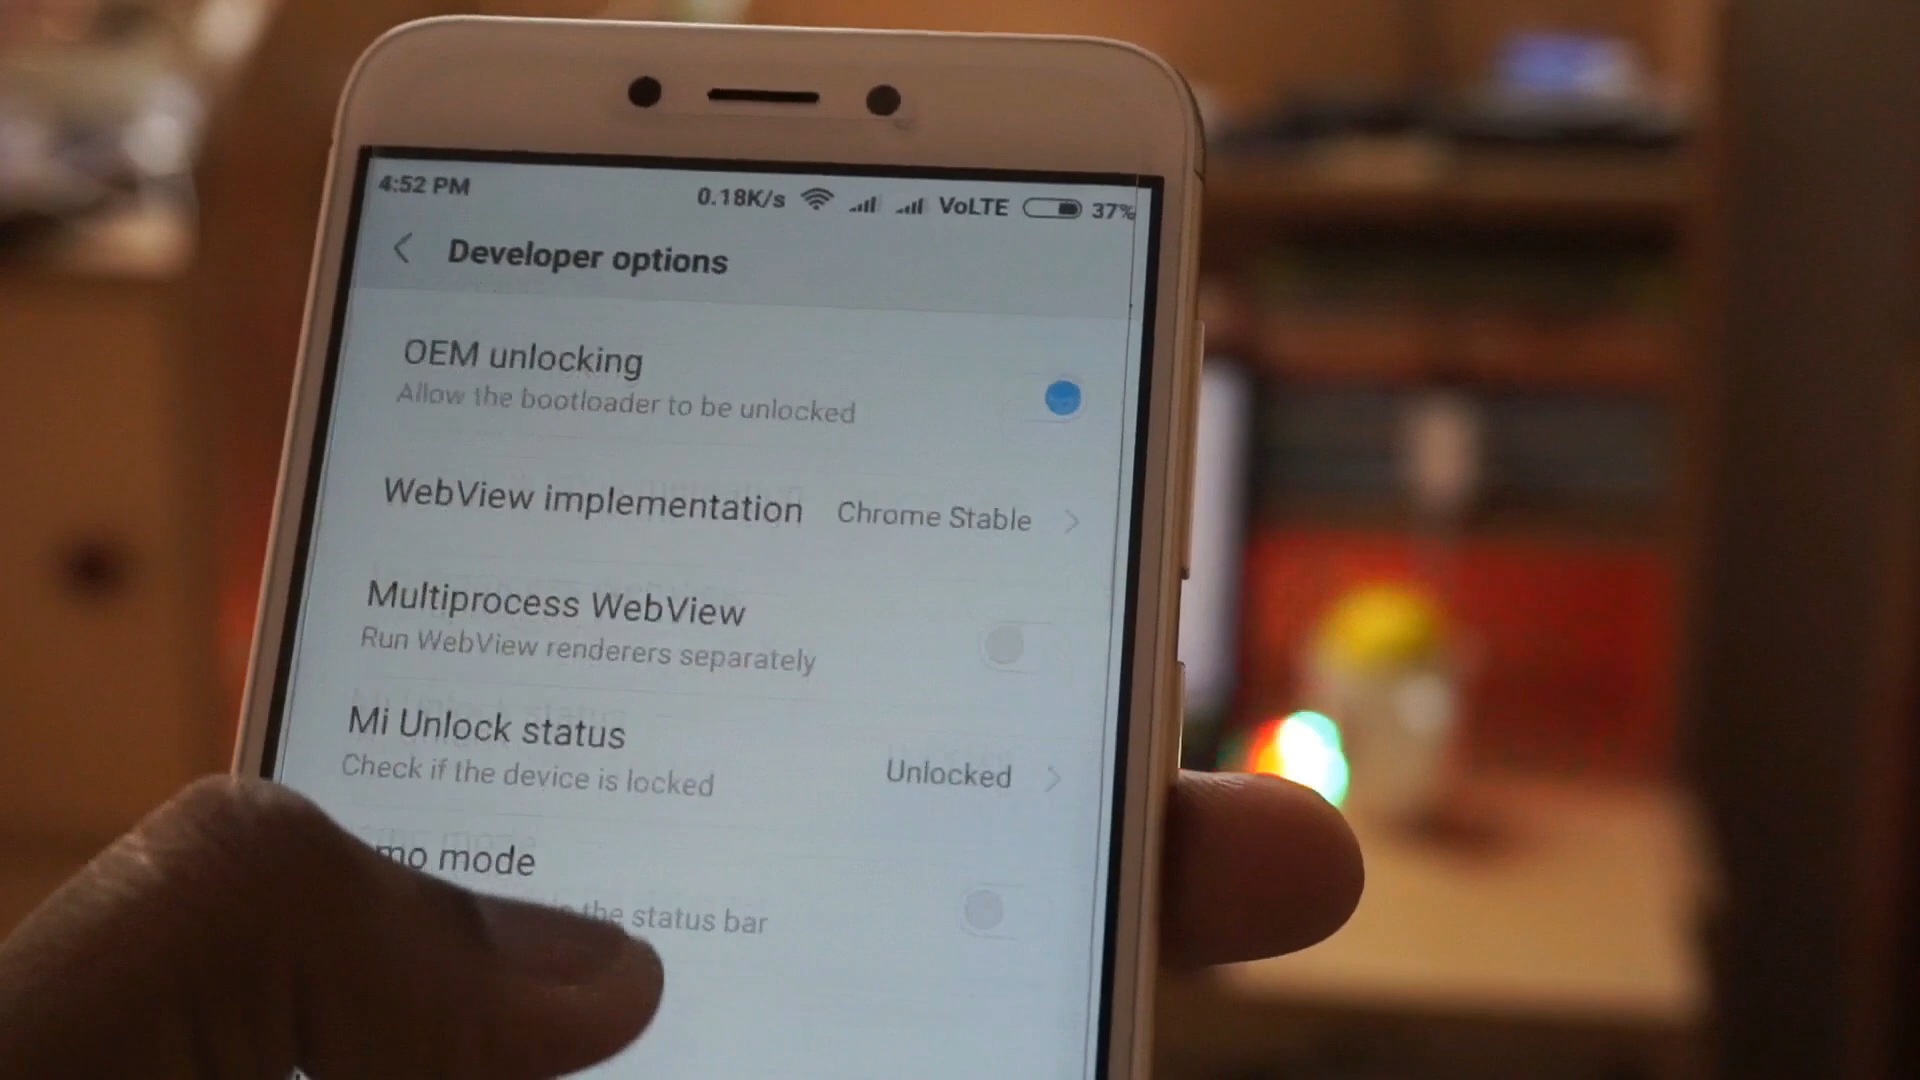 4:52 PM 0.18K/s VoLTE 37%
Developer options
OEM unlocking
Allow the bootloader to be unlocked
WebView implementation Chrome Stable
Multiprocess WebView
Run WebView renderers separately
Mi Unlock status
Check if the device is locked
Unlocked
mo mode
the status bar